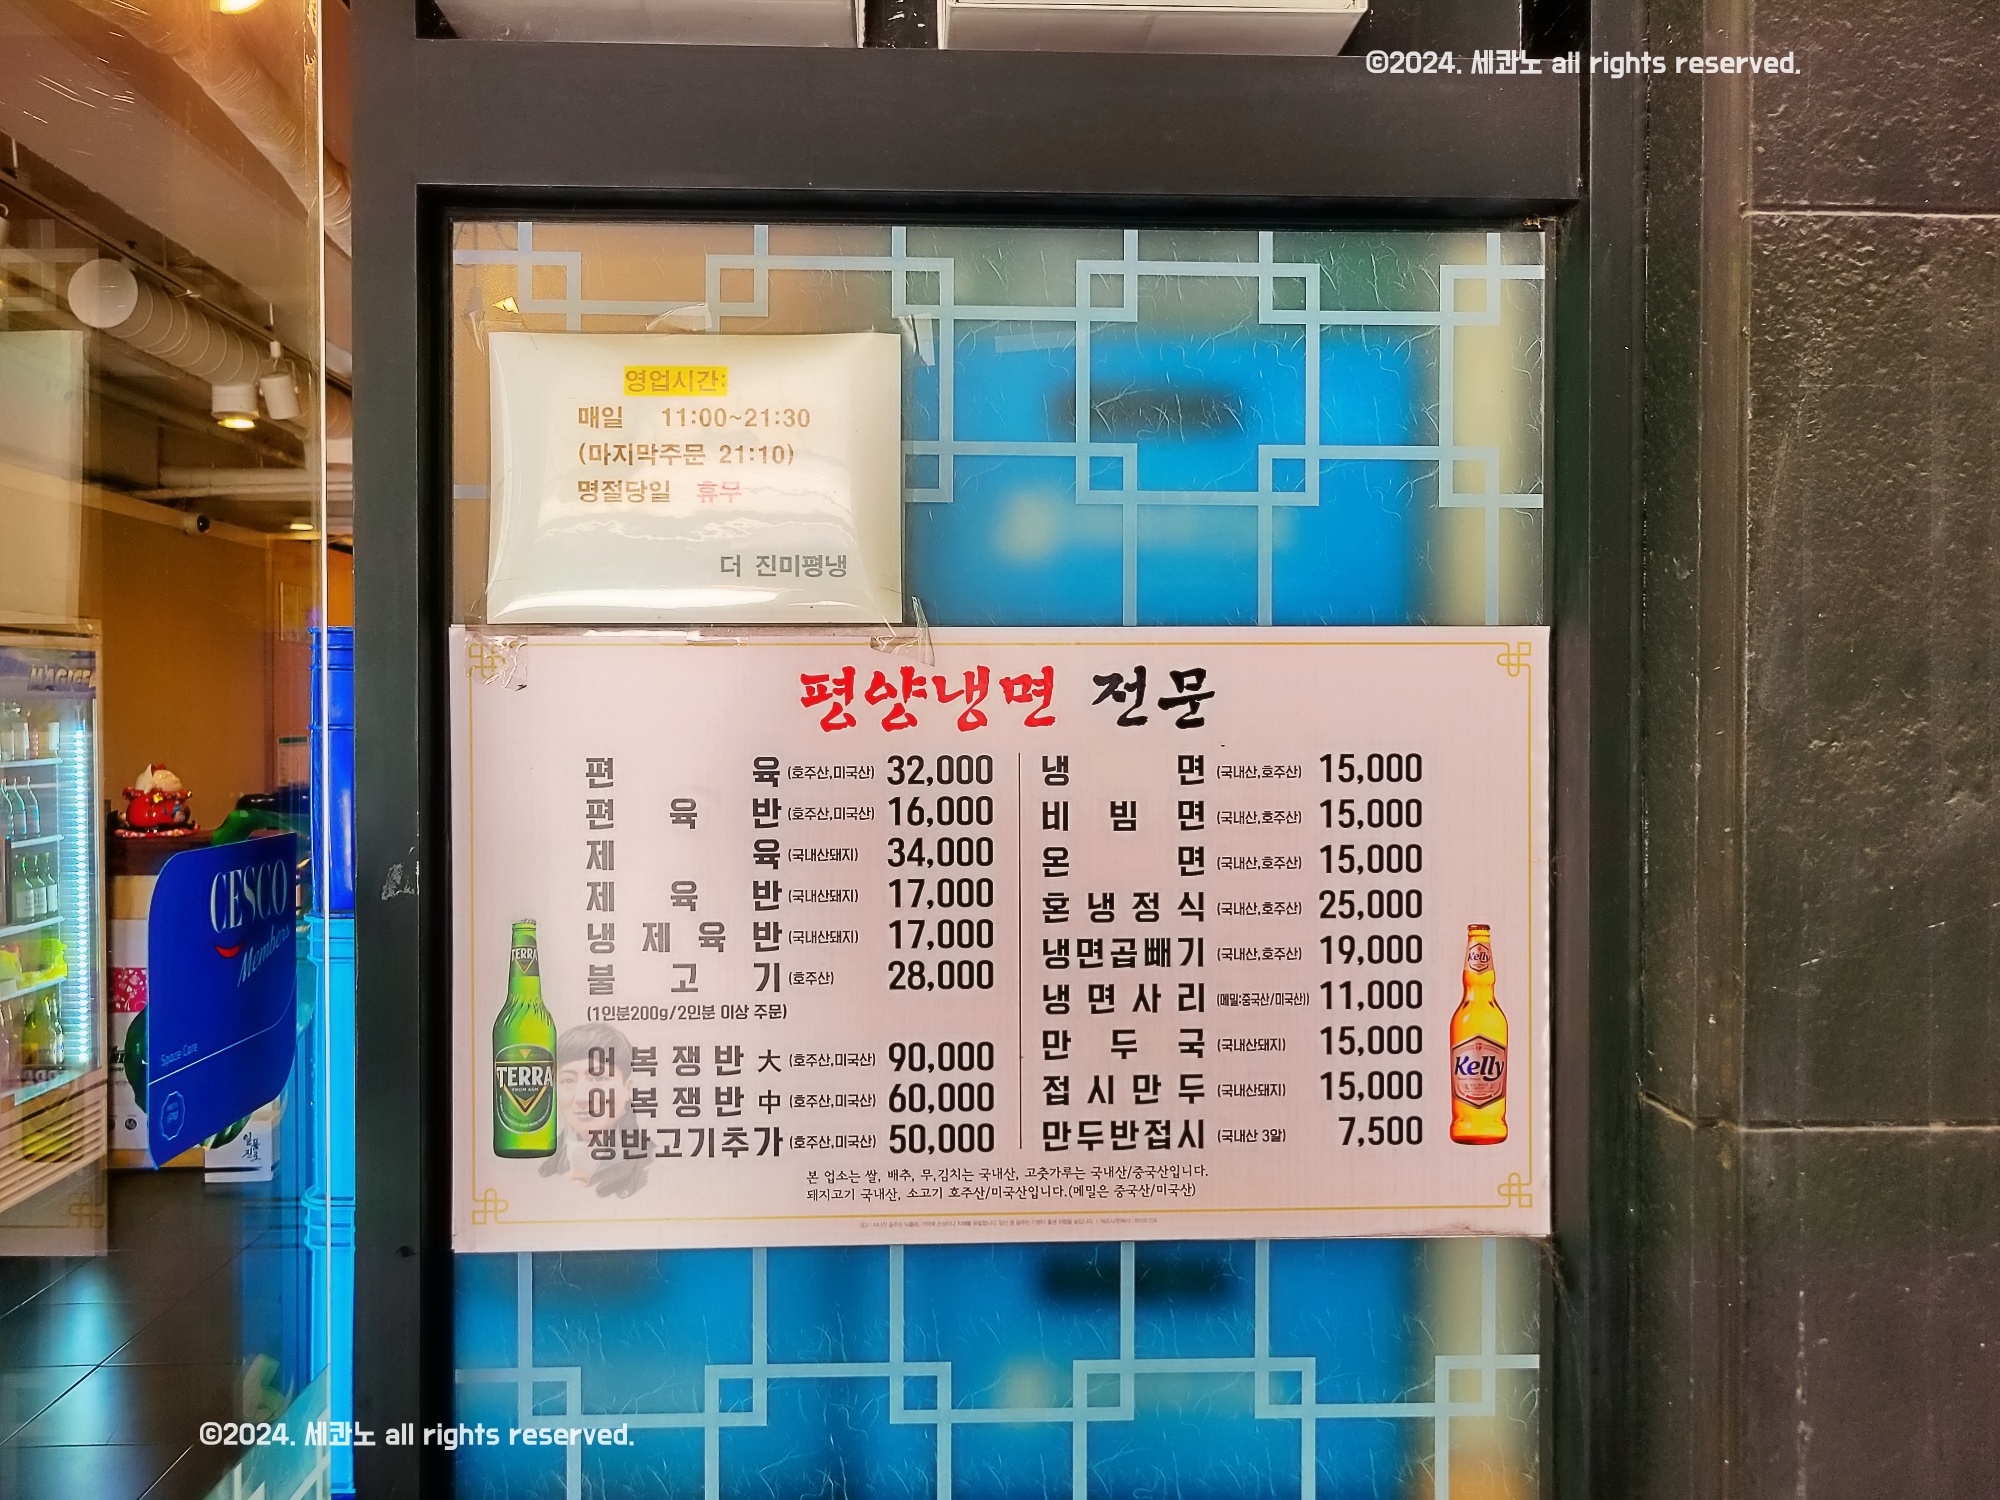 ©2024. 세콰노 all rights reserved.
영업시간:
매일 11:00~21:30
(마지막주문 21:10)
명절당일 휴무
더 진미평냉
평양냉면 전문
편육 (호주산,미국산) 32,000
편육반 (호주산,미국산) 16,000
제육 (국내산돼지) 34,000
제육반 (국내산돼지) 17,000
냉제육반 (국내산돼지) 17,000
불고기 (호주산) 28,000
(1인분200g/2인분 이상 주문)
어복쟁반 大 (호주산,미국산) 90,000
어복쟁반 中 (호주산,미국산) 60,000
쟁반고기추가 (호주산,미국산) 50,000
냉면 (국내산,호주산) 15,000
비빔면 (국내산,호주산) 15,000
온면 (국내산,호주산) 15,000
혼냉정식 (국내산,호주산) 25,000
냉면곱빼기 (국내산,호주산) 19,000
냉면사리 (메밀:중국산/미국산) 11,000
만두국 (국내산돼지) 15,000
접시만두 (국내산돼지) 15,000
만두반접시 (국내산 3알) 7,500
본 업소는 쌀, 배추, 무,김치는 국내산, 고춧가루는 국내산/중국산입니다.
돼지고기 국내산, 소고기 호주산/미국산입니다.(메밀은 중국산/미국산)
TERRA
TERRA
Kelly
Kelly
CESCO
Members
Space Care
©2024. 세콰노 all rights reserved.